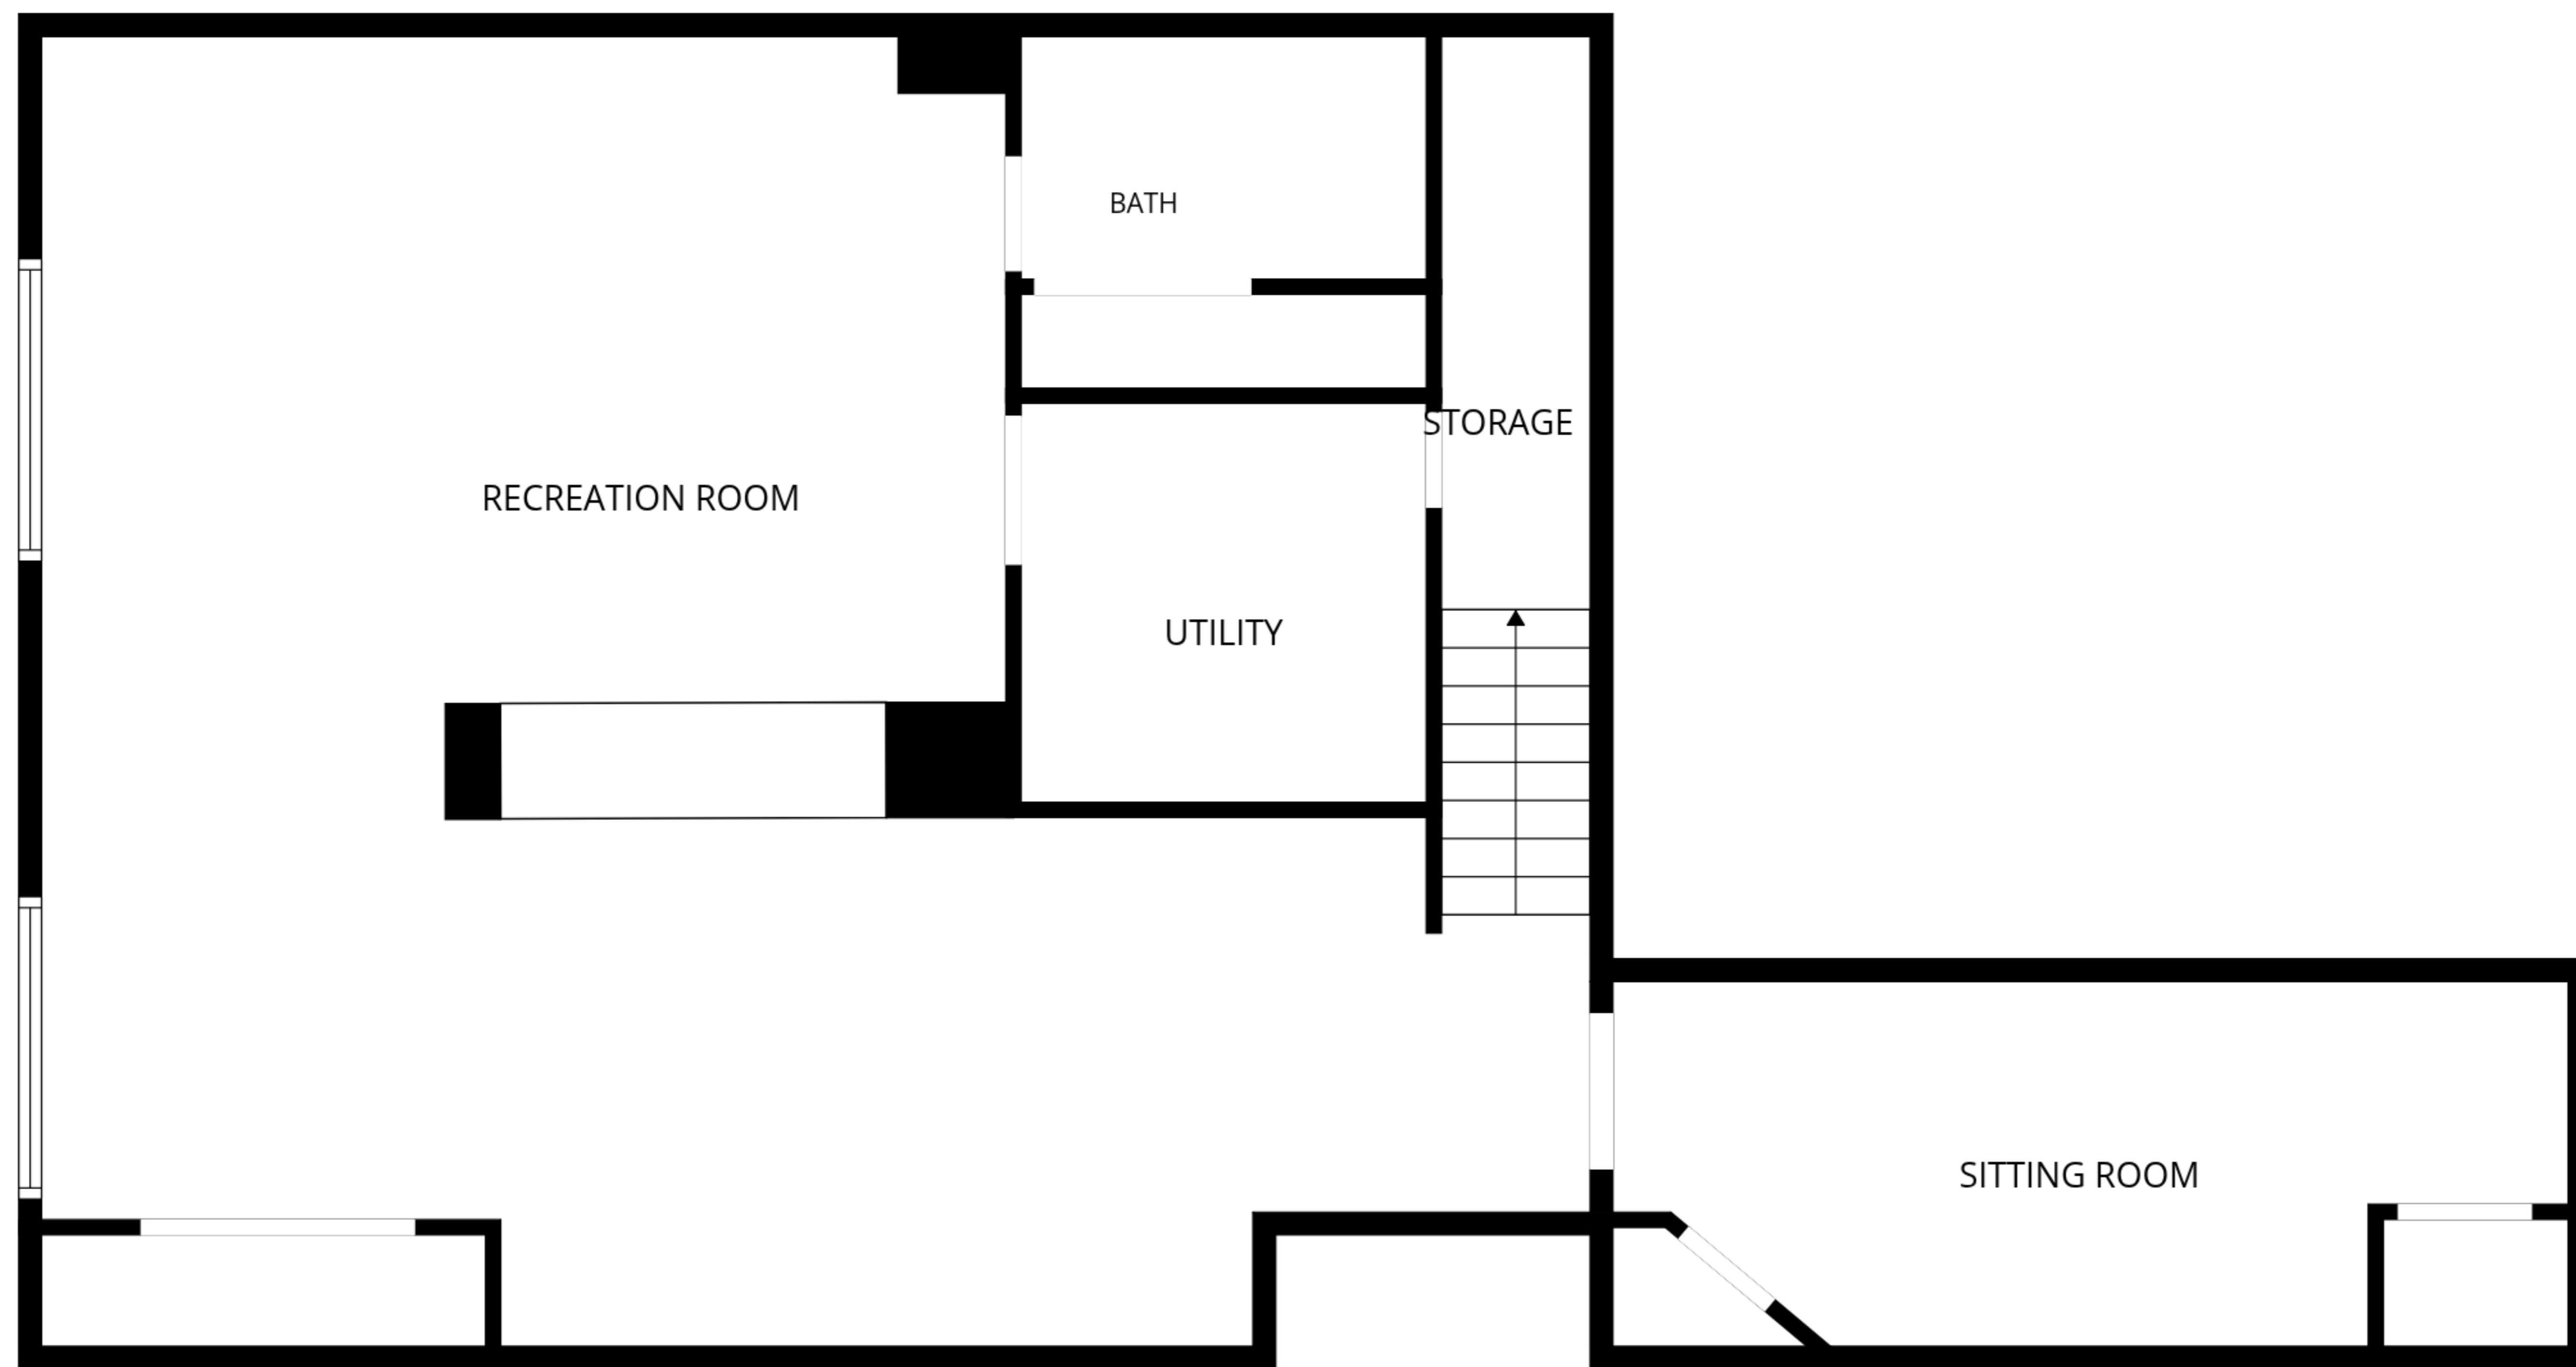 BATH
STORAGE
RECREATION ROOM
UTILITY
SITTING ROOM